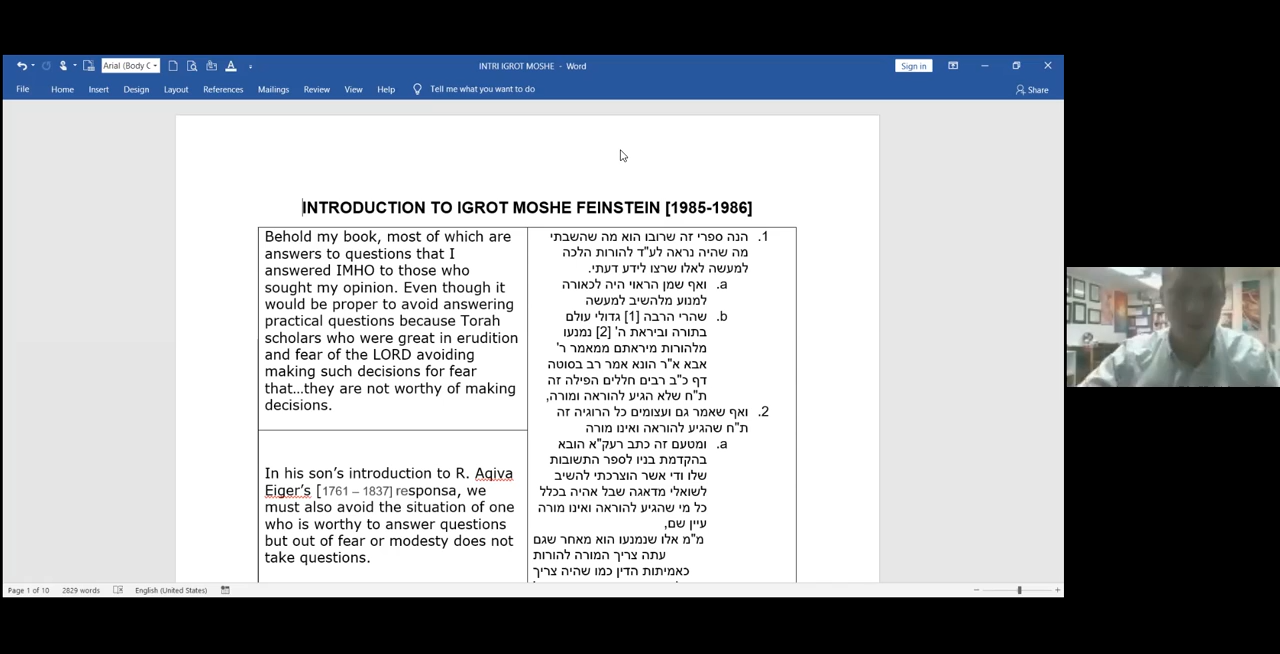 Arial (Body C
INTRI IGROT MOSHE - Word
Sign in
File Home Insert Design Layout References Mailings Review View Help Tell me what you want to do Share
INTRODUCTION TO IGROT MOSHE FEINSTEIN [1985-1986]
Behold my book, most of which are
answers to questions that I
answered IMHO to those who
sought my opinion. Even though it
would be proper to avoid answering
practical questions because Torah
scholars who were great in erudition
and fear of the LORD avoiding
making such decisions for fear
that...they are not worthy of making
decisions.
In his son’s introduction to R. Aqiva
Eiger’s [1761 – 1837] responsa, we
must also avoid the situation of one
who is worthy to answer questions
but out of fear or modesty does not
take questions.
1. הנה ספרי זה שרובו הוא מה שהשבתי
מה שהיה נראה לע"ד להורות הלכה
למעשה לאלו שרצו לידע דעתי.
a. ואף שמן הראוי היה לכאורה
למנוע מלהשיב למעשה
b. שהרי הרבה [1] גדולי עולם
בתורה וביראת ה' [2] נמנעו
מלהורות מיראתם ממאמר ר'
אבא א"ר הונא אמר רב בסוטה
דף כ"ב רבים חללים הפילה זה
ת"ח שלא הגיע להוראה ומורה,
2. ואף שאמר גם ועצומים כל הרוגיה זה
ת"ח שהגיע להוראה ואינו מורה
a. ומטעם זה כתב רעק"א הובא
בהקדמת בניו לספר התשובות
שלו ודי אשר הוצרכתי להשיב
לשואלי מדאגה שבל אהיה בכלל
כל מי שהגיע להוראה ואינו מורה
עיין שם,
מ"מ אלו שנמנעו הוא מאחר שגם
עתה צריך המורה להורות
כאמיתות הדין כמו שהיה צריך
Page 1 of 10 2829 words English (United States)